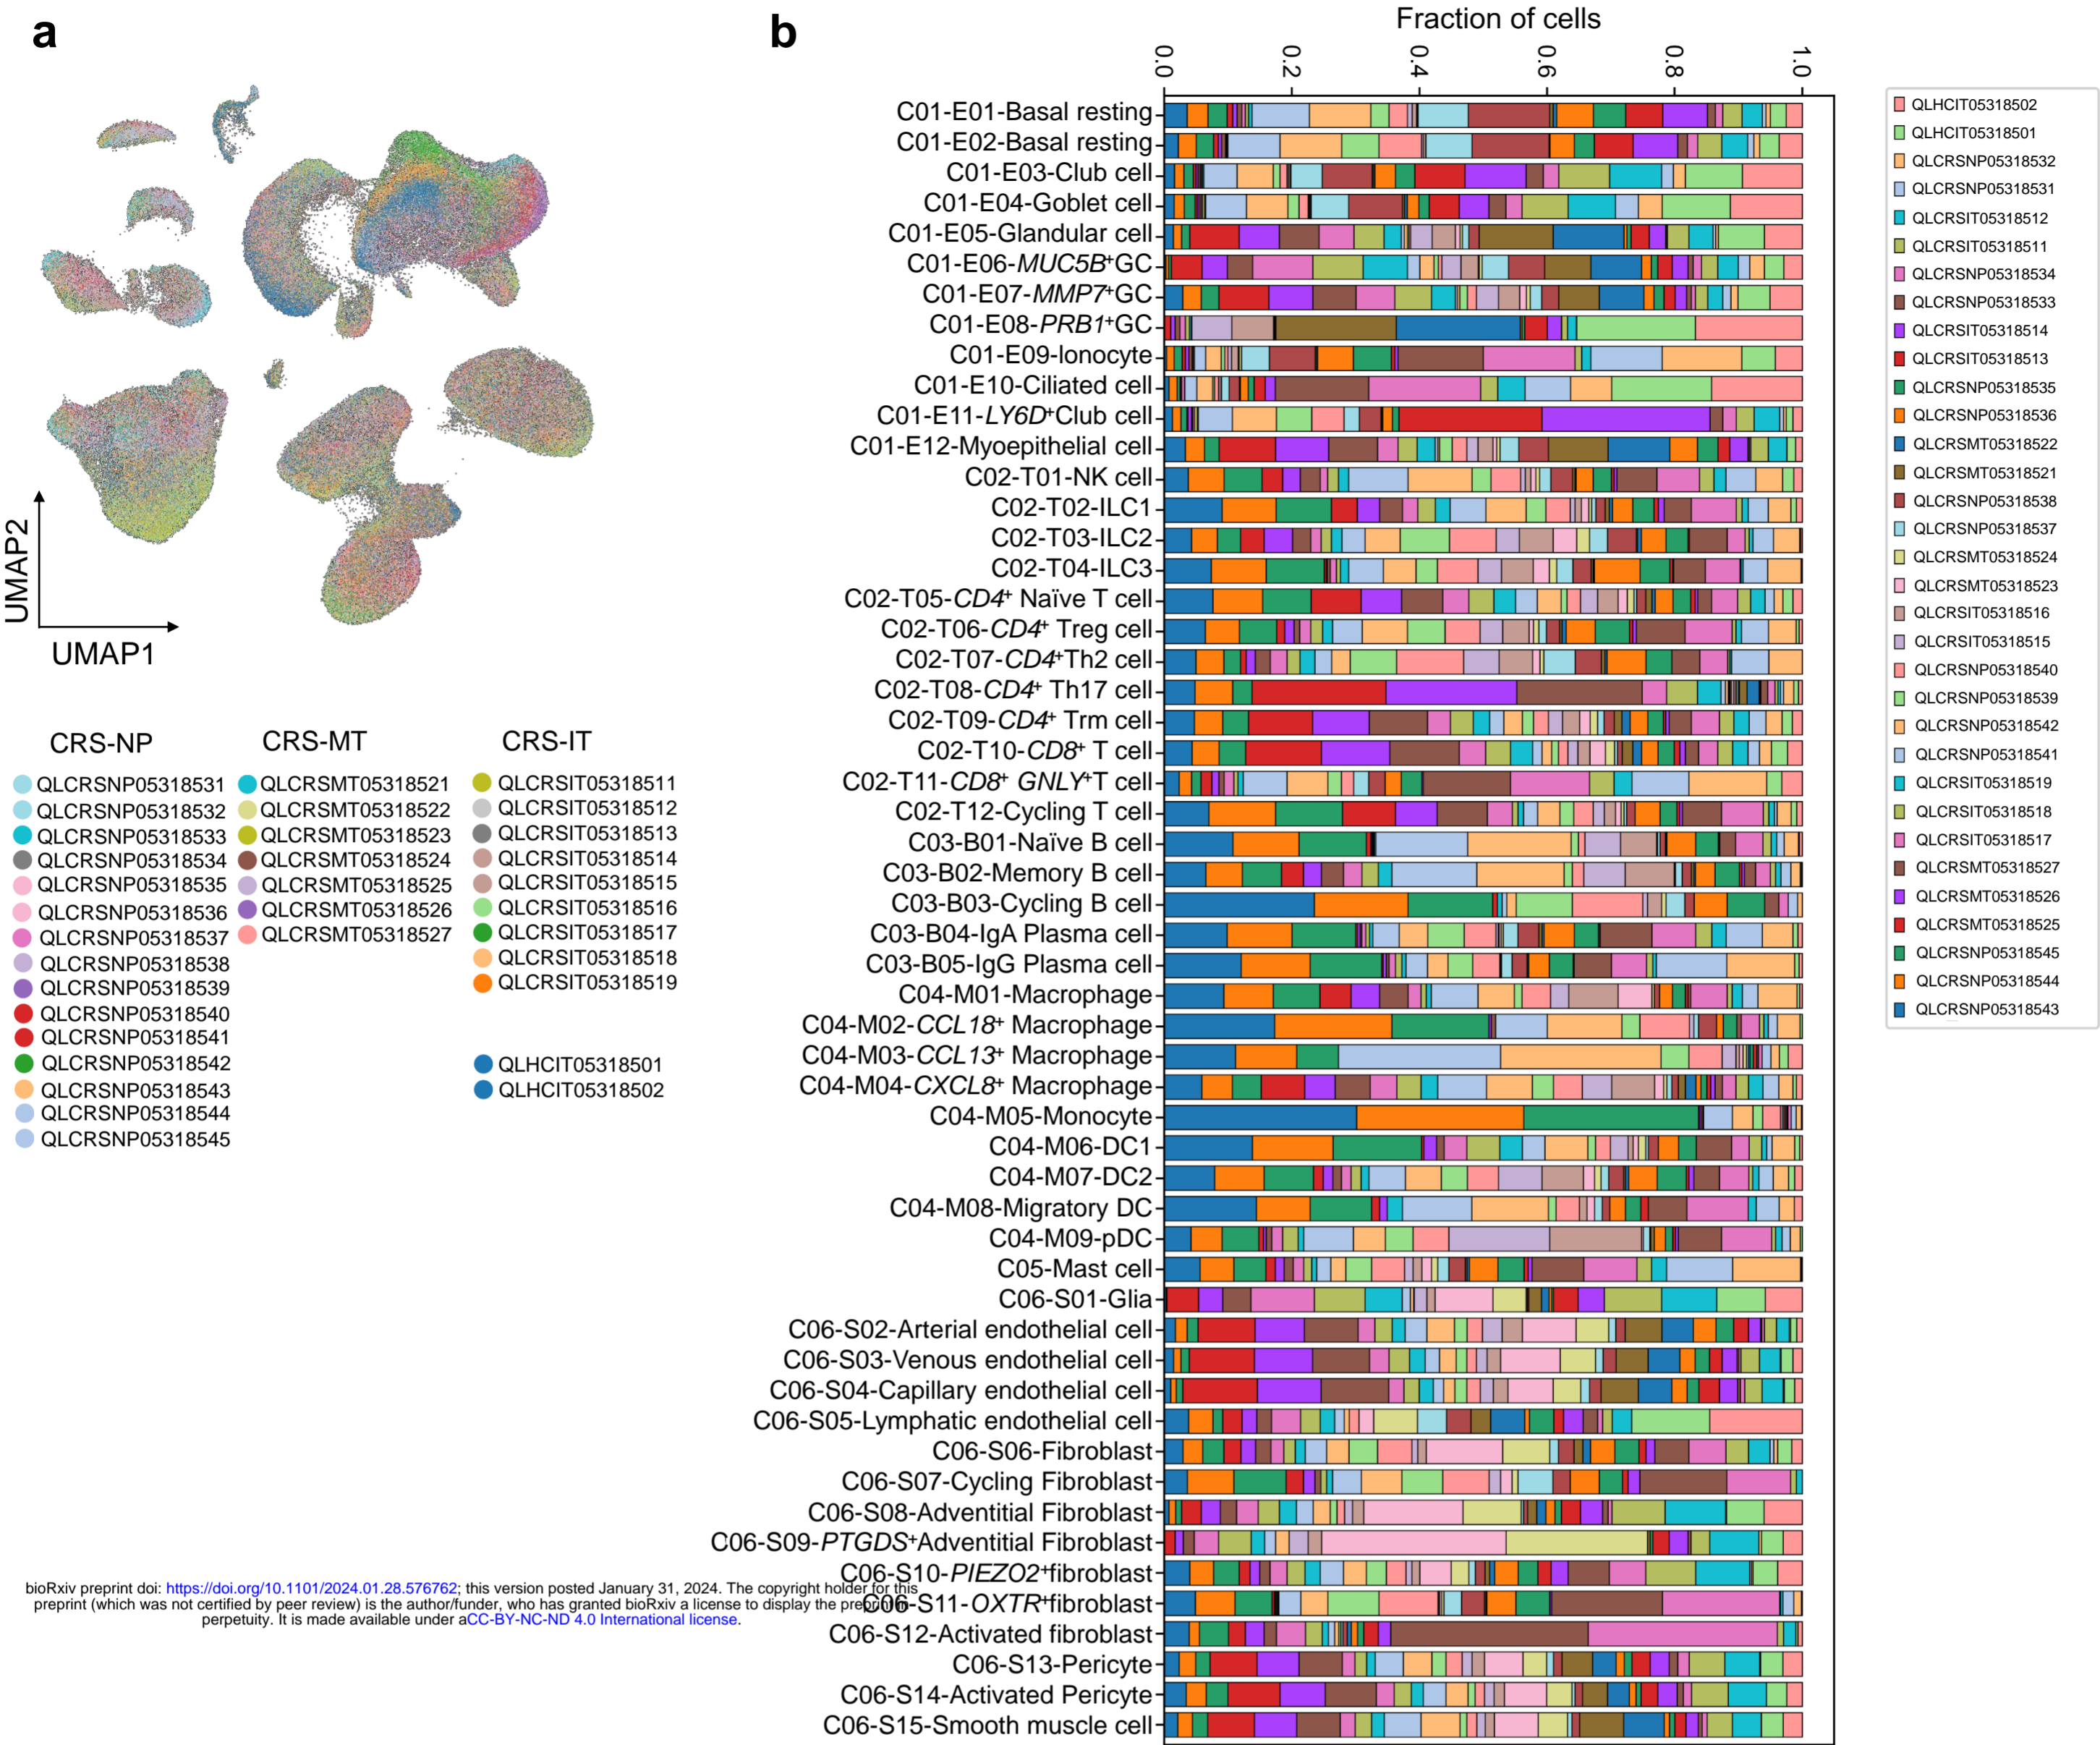 a
UMAP2
UMAP1
CRS-NP
QLCRSNP05318531
QLCRSNP05318532
QLCRSNP05318533
QLCRSNP05318534
QLCRSNP05318535
QLCRSNP05318536
QLCRSNP05318537
QLCRSNP05318538
QLCRSNP05318539
QLCRSNP05318540
QLCRSNP05318541
QLCRSNP05318542
QLCRSNP05318543
QLCRSNP05318544
QLCRSNP05318545
CRS-MT
QLCRSMT05318521
QLCRSMT05318522
QLCRSMT05318523
QLCRSMT05318524
QLCRSMT05318525
QLCRSMT05318526
QLCRSMT05318527
CRS-IT
QLCRSIT05318511
QLCRSIT05318512
QLCRSIT05318513
QLCRSIT05318514
QLCRSIT05318515
QLCRSIT05318516
QLCRSIT05318517
QLCRSIT05318518
QLCRSIT05318519
QLHCIT05318501
QLHCIT05318502
b
Fraction of cells
0.0 0.2 0.4 0.6 0.8 1.0
C01-E01-Basal resting
C01-E02-Basal resting
C01-E03-Club cell
C01-E04-Goblet cell
C01-E05-Glandular cell
C01-E06-MUC5B+GC
C01-E07-MMP7+GC
C01-E08-PRB1+GC
C01-E09-Ionocyte
C01-E10-Ciliated cell
C01-E11-LY6D+Club cell
C01-E12-Myoepithelial cell
C02-T01-NK cell
C02-T02-ILC1
C02-T03-ILC2
C02-T04-ILC3
C02-T05-CD4+ Naïve T cell
C02-T06-CD4+ Treg cell
C02-T07-CD4+Th2 cell
C02-T08-CD4+ Th17 cell
C02-T09-CD4+ Trm cell
C02-T10-CD8+ T cell
C02-T11-CD8+ GNLY+T cell
C02-T12-Cycling T cell
C03-B01-Naïve B cell
C03-B02-Memory B cell
C03-B03-Cycling B cell
C03-B04-IgA Plasma cell
C03-B05-IgG Plasma cell
C04-M01-Macrophage
C04-M02-CCL18+ Macrophage
C04-M03-CCL13+ Macrophage
C04-M04-CXCL8+ Macrophage
C04-M05-Monocyte
C04-M06-DC1
C04-M07-DC2
C04-M08-Migratory DC
C04-M09-pDC
C05-Mast cell
C06-S01-Glia
C06-S02-Arterial endothelial cell
C06-S03-Venous endothelial cell
C06-S04-Capillary endothelial cell
C06-S05-Lymphatic endothelial cell
C06-S06-Fibroblast
C06-S07-Cycling Fibroblast
C06-S08-Adventitial Fibroblast
C06-S09-PTGDS+Adventitial Fibroblast
C06-S10-PIEZO2+fibroblast
C06-S11-OXTR+fibroblast
C06-S12-Activated fibroblast
C06-S13-Pericyte
C06-S14-Activated Pericyte
C06-S15-Smooth muscle cell
QLHCIT05318502
QLHCIT05318501
QLCRSNP05318532
QLCRSNP05318531
QLCRSIT05318512
QLCRSIT05318511
QLCRSNP05318534
QLCRSNP05318533
QLCRSIT05318514
QLCRSIT05318513
QLCRSNP05318535
QLCRSNP05318536
QLCRSMT05318522
QLCRSMT05318521
QLCRSNP05318538
QLCRSNP05318537
QLCRSMT05318524
QLCRSMT05318523
QLCRSIT05318516
QLCRSIT05318515
QLCRSNP05318540
QLCRSNP05318539
QLCRSNP05318542
QLCRSNP05318541
QLCRSIT05318519
QLCRSIT05318518
QLCRSIT05318517
QLCRSMT05318527
QLCRSMT05318526
QLCRSMT05318525
QLCRSNP05318545
QLCRSNP05318544
QLCRSNP05318543
bioRxiv preprint doi: https://doi.org/10.1101/2024.01.28.576762; this version posted January 31, 2024. The copyright holder for this
preprint (which was not certified by peer review) is the author/funder, who has granted bioRxiv a license to display the preprint in
perpetuity. It is made available under aCC-BY-NC-ND 4.0 International license.